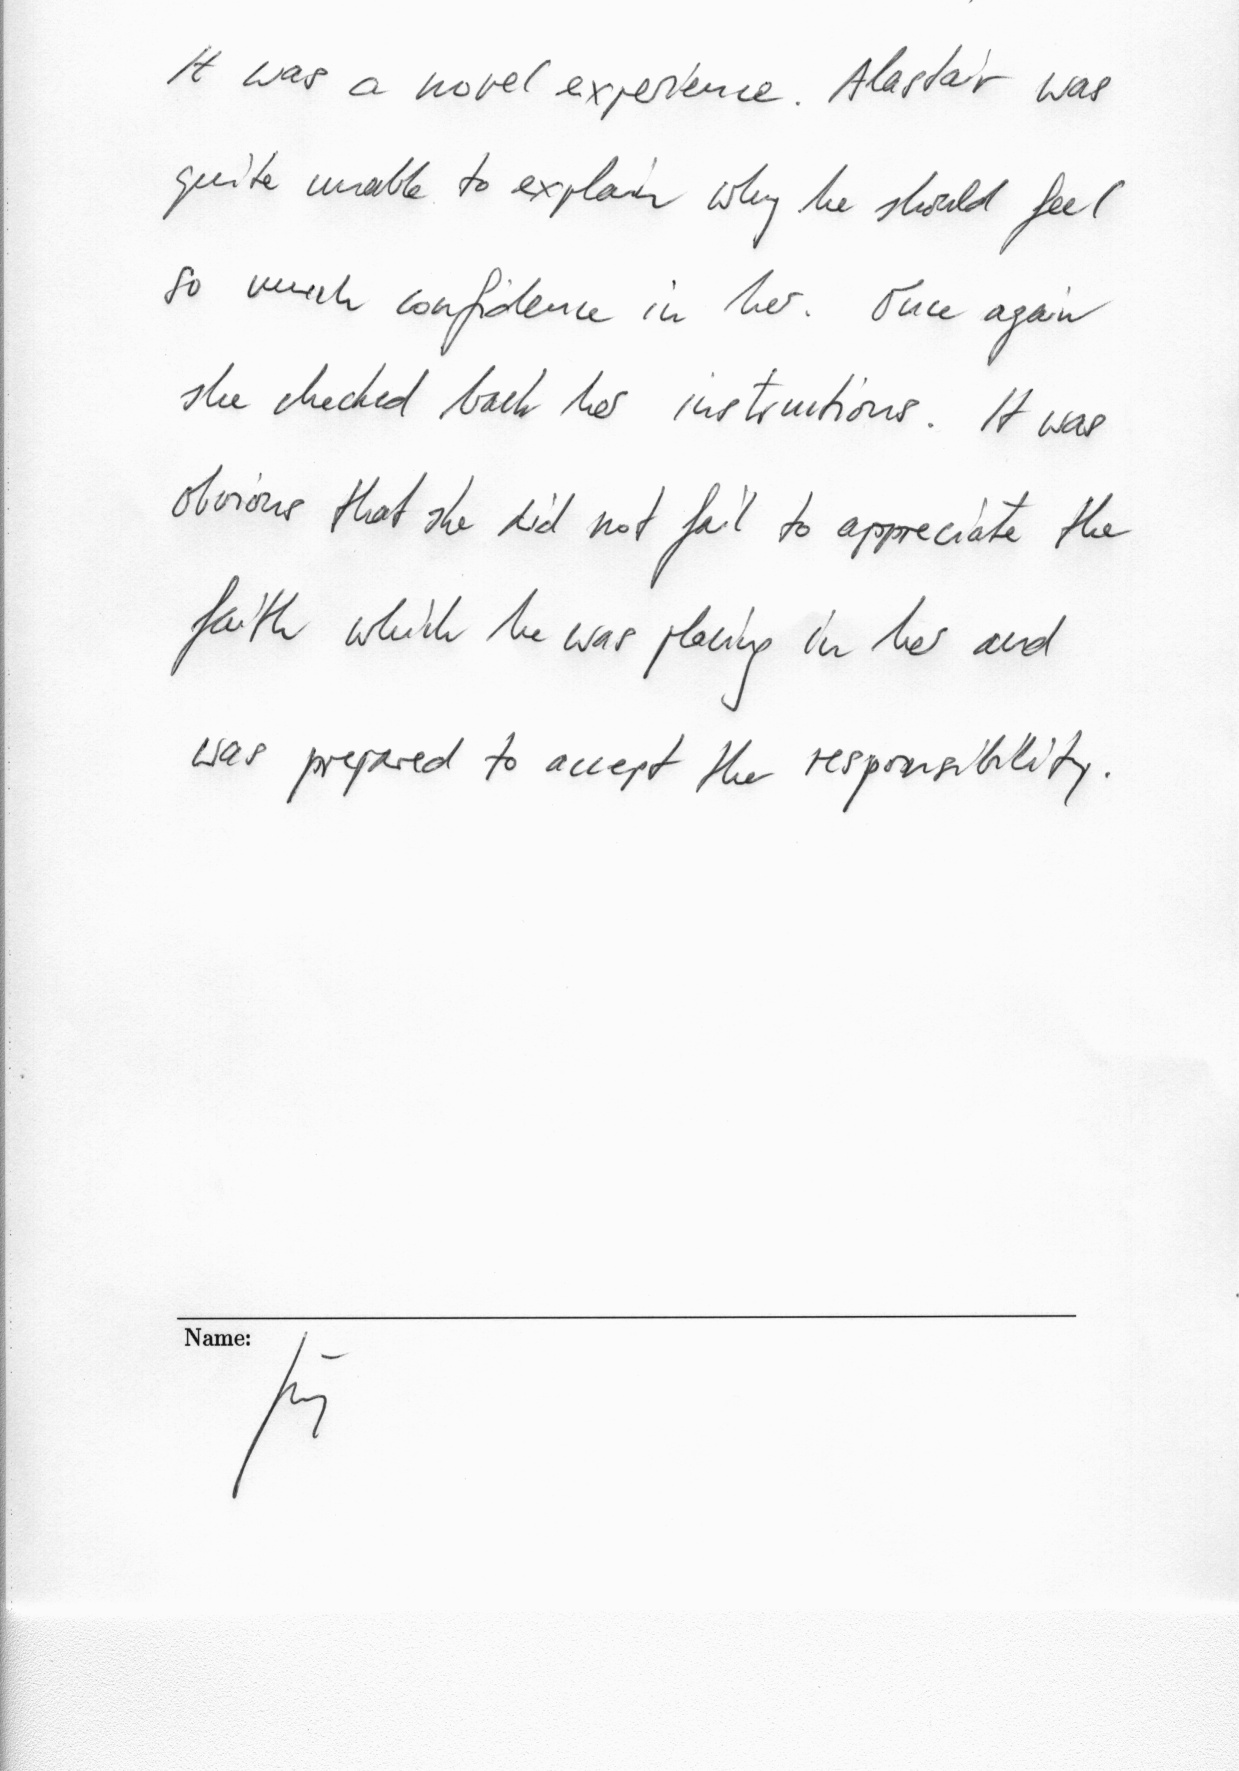 It was a novel experience. Alastair was
quite unable to explain why he should feel
so much confidence in her. Once again
she checked back her instructions. It was
obvious that she did not fail to appreciate the
faith which he was placing in her and
was prepared to accept the responsibility.
Name: